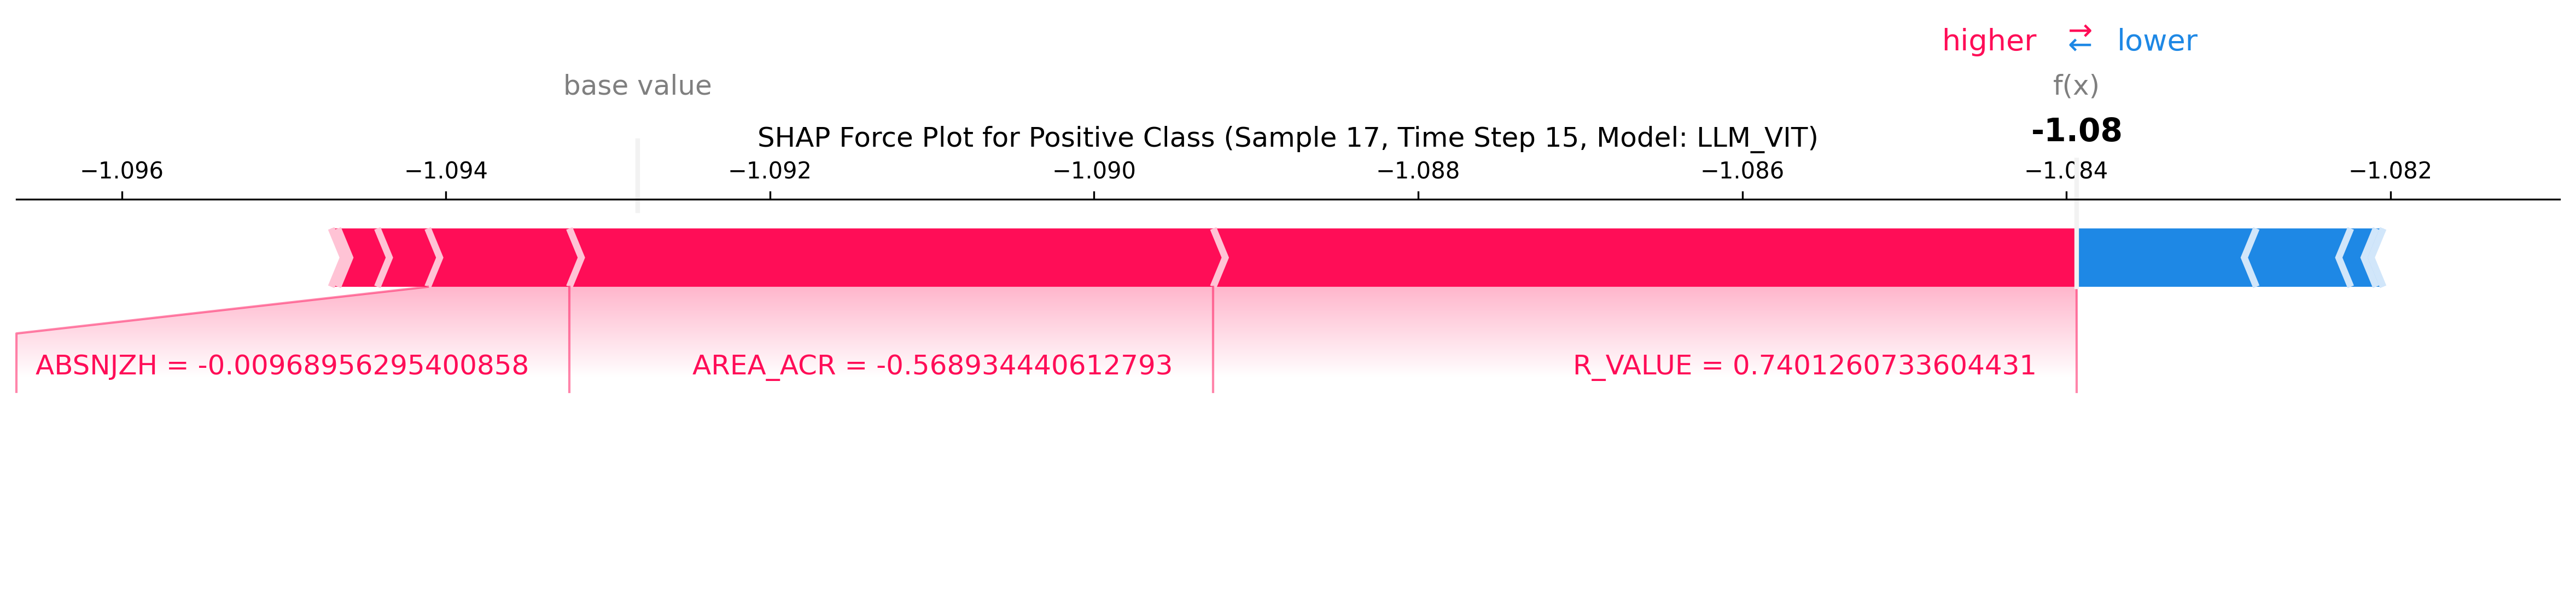 higher ⇄ lower
base value
f(x)
SHAP Force Plot for Positive Class (Sample 17, Time Step 15, Model: LLM_VIT)
-1.08
−1.096 −1.094 −1.092 −1.090 −1.088 −1.086 −1.084 −1.082
ABSNJZH = -0.00968956295400858
AREA_ACR = -0.568934440612793
R_VALUE = 0.7401260733604431